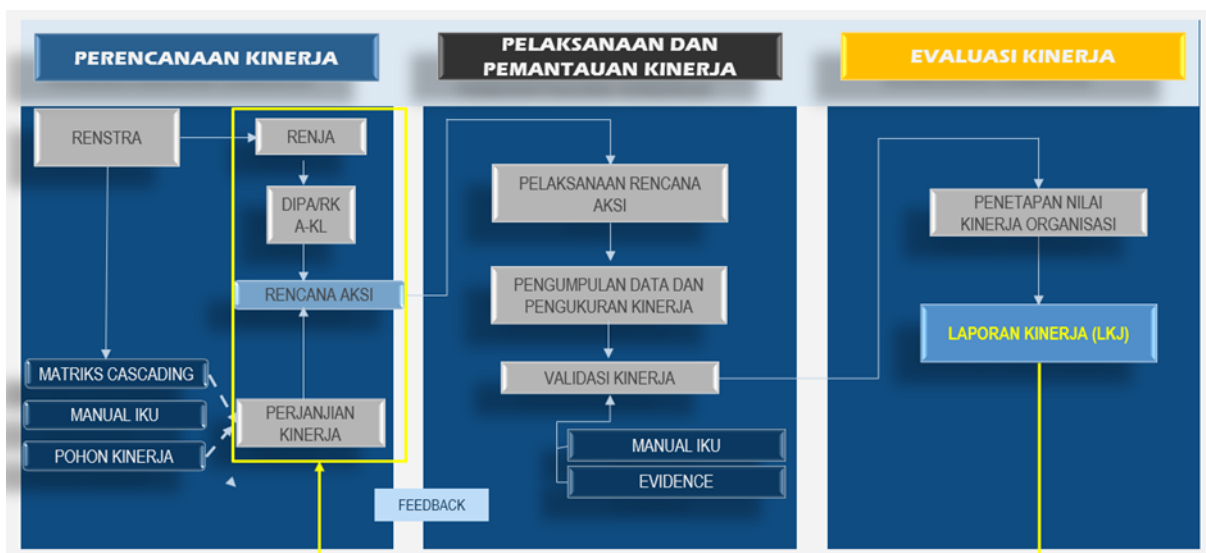 PERENCANAAN KINERJA
PELAKSANAAN DAN
PEMANTAUAN KINERJA
EVALUASI KINERJA
RENSTRA
RENJA
DIPA/RK
A-KL
RENCANA AKSI
MATRIKS CASCADING
MANUAL IKU
POHON KINERJA
PERJANJIAN
KINERJA
PELAKSANAAN RENCANA
AKSI
PENGUMPULAN DATA DAN
PENGUKURAN KINERJA
VALIDASI KINERJA
MANUAL IKU
EVIDENCE
FEEDBACK
PENETAPAN NILAI
KINERJA ORGANISASI
LAPORAN KINERJA (LKJ)